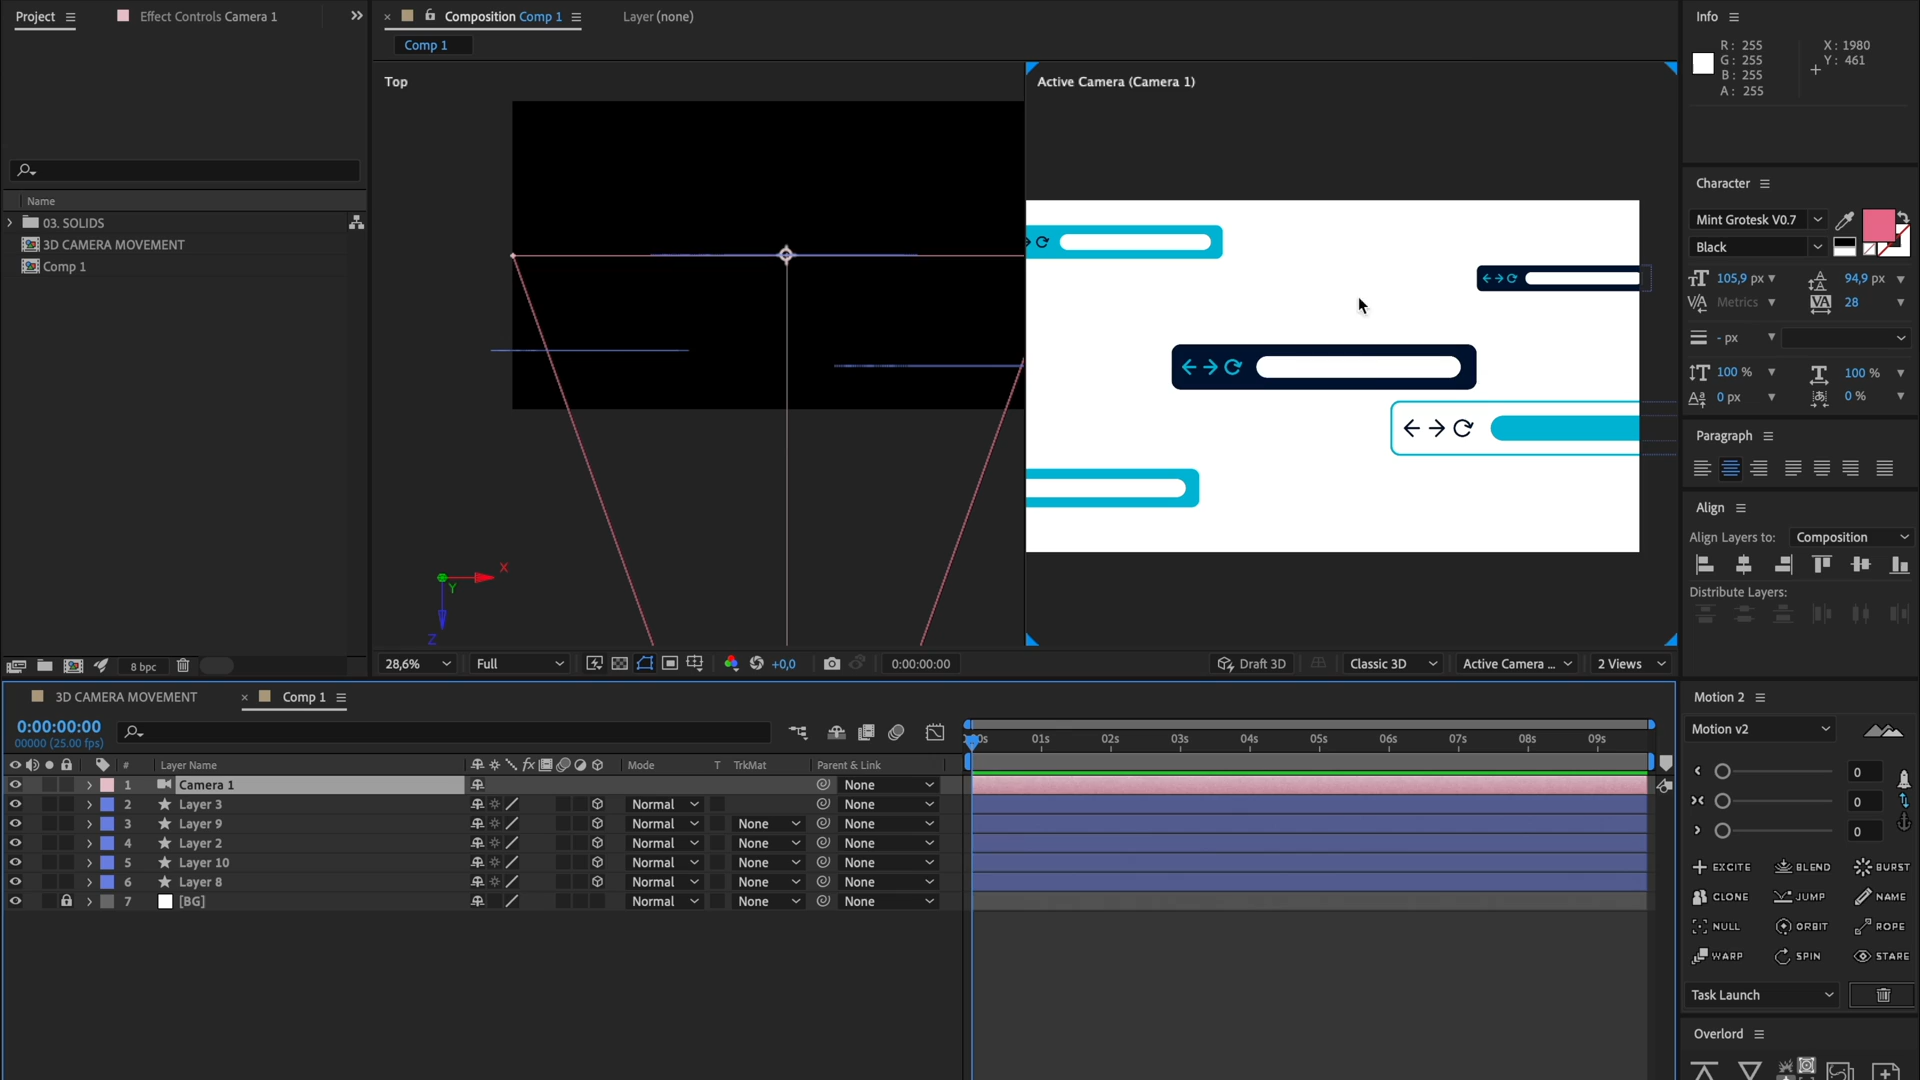 Project
Effect Controls Camera 1
Composition Comp 1
Layer (none)
Comp 1
Top
Active Camera (Camera 1)
Name
03. SOLIDS
3D CAMERA MOVEMENT
Comp 1
X
Y
Z
8 bpc
28,6%
Full
+0,0
0:00:00:00
Draft 3D
Classic 3D
Active Camera ...
2 Views
Info
R: 255
G: 255
B: 255
A: 255
X: 1980
Y: 461
Character
Mint Grotesk V0.7
Black
105,9 px
94,9 px
Metrics
28
- px
100 %
100 %
0 px
0 %
Paragraph
Align
Align Layers to: Composition
Distribute Layers:
3D CAMERA MOVEMENT
Comp 1
0:00:00:00
00000 (25.00 fps)
01s 02s 03s 04s 05s 06s 07s 08s 09s
# Layer Name fx Mode T TrkMat Parent & Link
1 Camera 1 None
2 Layer 3 Normal None
3 Layer 9 Normal None None
4 Layer 2 Normal None None
5 Layer 10 Normal None None
6 Layer 8 Normal None None
7 [BG] Normal None None
Motion 2
Motion v2
0
0
0
EXCITE BLEND BURST
CLONE JUMP NAME
NULL ORBIT ROPE
WARP SPIN STARE
Task Launch
Overlord